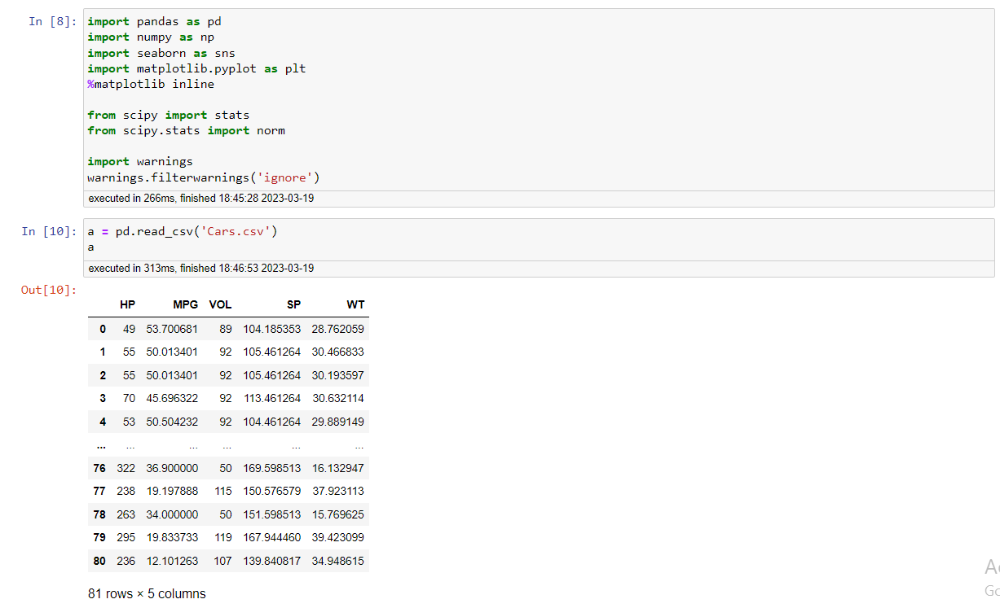 In [8]: import pandas as pd
import numpy as np
import seaborn as sns
import matplotlib.pyplot as plt
%matplotlib inline
from scipy import stats
from scipy.stats import norm
import warnings
warnings.filterwarnings('ignore')
executed in 266ms, finished 18:45:28 2023-03-19
In [10]: a = pd.read_csv('Cars.csv')
a
executed in 313ms, finished 18:46:53 2023-03-19
Out[10]:
HP MPG VOL SP WT
0 49 53.700681 89 104.185353 28.762059
1 55 50.013401 92 105.461264 30.466833
2 55 50.013401 92 105.461264 30.193597
3 70 45.696322 92 113.461264 30.632114
4 53 50.504232 92 104.461264 29.889149
... ... ... ... ... ...
76 322 36.900000 50 169.598513 16.132947
77 238 19.197888 115 150.576579 37.923113
78 263 34.000000 50 151.598513 15.769625
79 295 19.833733 119 167.944460 39.423099
80 236 12.101263 107 139.840817 34.948615
81 rows × 5 columns